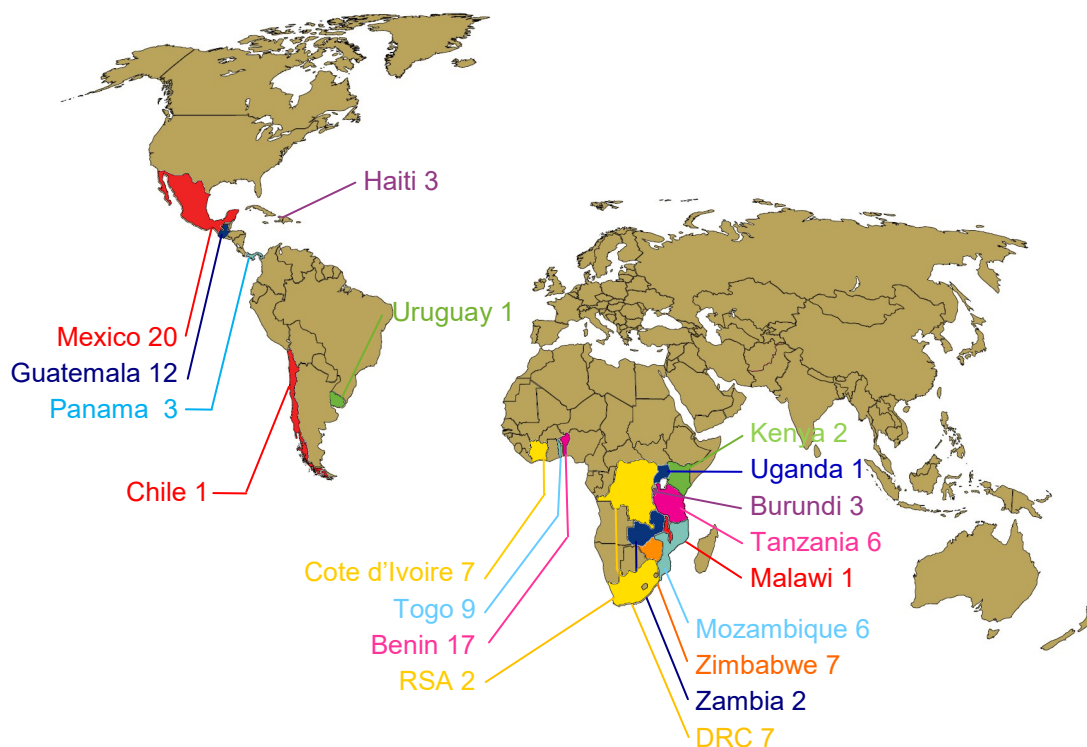 Haiti 3
Uruguay 1
Mexico 20
Guatemala 12
Panama  3
Chile 1
Kenya 2
Uganda 1
Burundi 3
Tanzania 6
Malawi 1
Cote d’Ivoire 7
Togo 9
Benin 17
RSA 2
Mozambique 6
Zimbabwe 7
Zambia 2
DRC 7